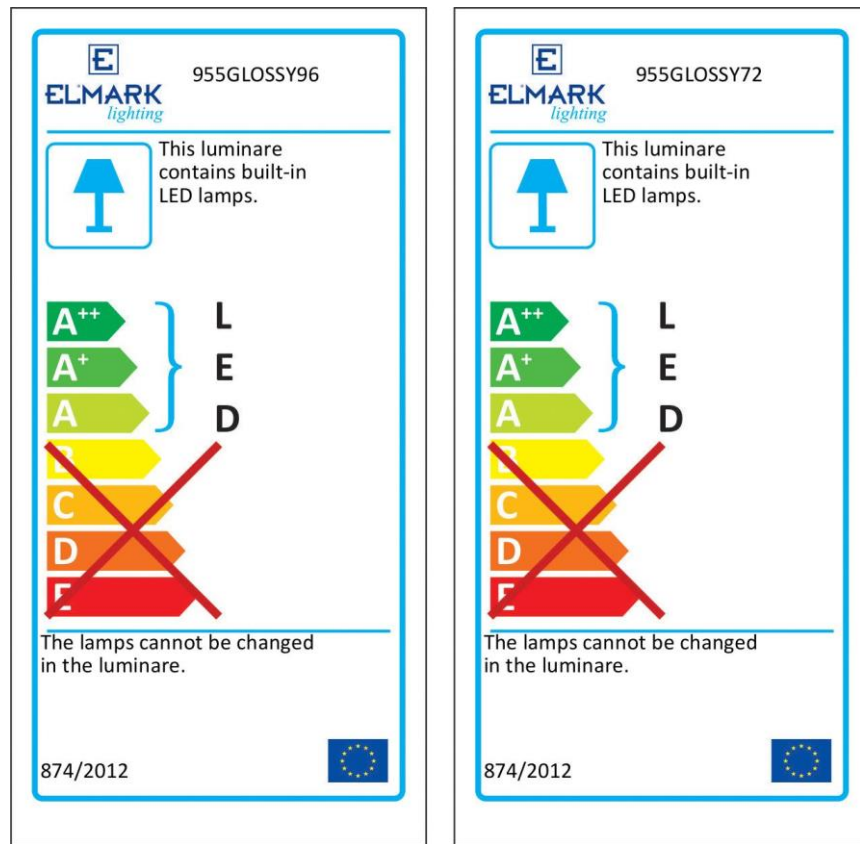 E
ELMARK
lighting
955GLOSSY96
This luminare
contains built-in
LED lamps.
A++
A+
A
B
C
D
E
L
E
D
The lamps cannot be changed
in the luminare.
874/2012
E
ELMARK
lighting
955GLOSSY72
This luminare
contains built-in
LED lamps.
A++
A+
A
B
C
D
E
L
E
D
The lamps cannot be changed
in the luminare.
874/2012